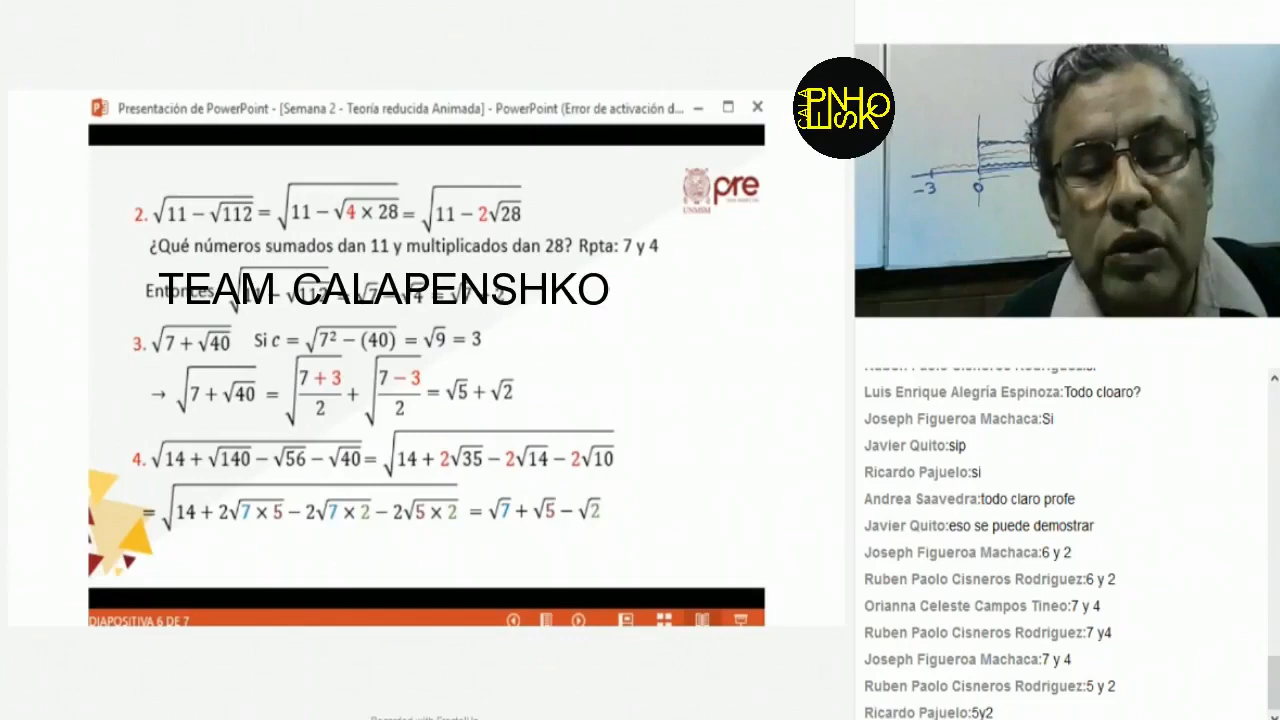 Presentación de PowerPoint - [Semana 2 - Teoría reducida Animada] - PowerPoint (Error de activación d...
CALA PENHSKO
pre
UNMSM
2. √(11 − √112) = √(11 − √(4 × 28)) = √(11 − 2√28)
¿Qué números sumados dan 11 y multiplicados dan 28? Rpta: 7 y 4
TEAM CALAPENSHKO
3. √(7 + √40) Si c = √(7² − (40)) = √9 = 3
→ √(7 + √40) = √((7 + 3)/2) + √((7 − 3)/2) = √5 + √2
4. √(14 + √140 − √56 − √40) = √(14 + 2√35 − 2√14 − 2√10)
= √(14 + 2√(7 × 5) − 2√(7 × 2) − 2√(5 × 2)) = √7 + √5 − √2
DIAPOSITIVA 6 DE 7
−3 0
Luis Enrique Alegría Espinoza:Todo cloaro?
Joseph Figueroa Machaca:Si
Javier Quito:sip
Ricardo Pajuelo:si
Andrea Saavedra:todo claro profe
Javier Quito:eso se puede demostrar
Joseph Figueroa Machaca:6 y 2
Ruben Paolo Cisneros Rodriguez:6 y 2
Orianna Celeste Campos Tineo:7 y 4
Ruben Paolo Cisneros Rodriguez:7 y4
Joseph Figueroa Machaca:7 y 4
Ruben Paolo Cisneros Rodriguez:5 y 2
Ricardo Pajuelo:5y2